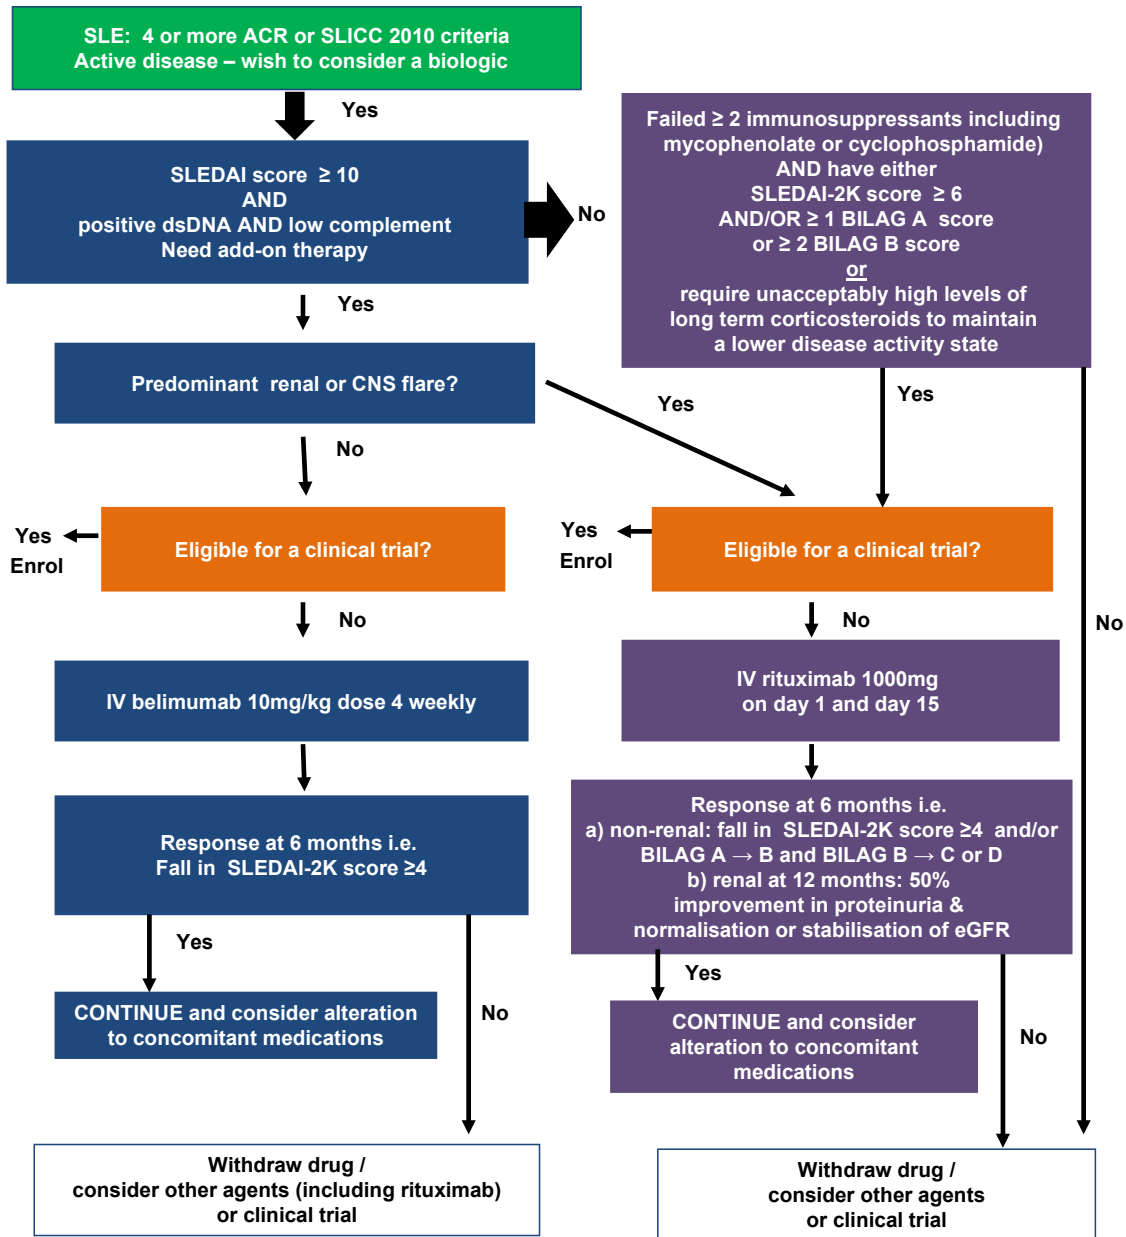 SLE: 4 or more ACR or SLICC 2010 criteria
Active disease – wish to consider a biologic
Yes
SLEDAI score ≥ 10
AND
positive dsDNA AND low complement
Need add-on therapy
No
Failed ≥ 2 immunosuppressants including
mycophenolate or cyclophosphamide)
AND have either
SLEDAI-2K score ≥ 6
AND/OR ≥ 1 BILAG A score
or ≥ 2 BILAG B score
or
require unacceptably high levels of
long term corticosteroids to maintain
a lower disease activity state
Yes
Predominant renal or CNS flare?
Yes
Yes
No
Yes
Enrol
Eligible for a clinical trial?
Yes
Enrol
Eligible for a clinical trial?
No
No
No
IV belimumab 10mg/kg dose 4 weekly
IV rituximab 1000mg
on day 1 and day 15
Response at 6 months i.e.
Fall in SLEDAI-2K score ≥4
Response at 6 months i.e.
a) non-renal: fall in SLEDAI-2K score ≥4 and/or
BILAG A → B and BILAG B → C or D
b) renal at 12 months: 50%
improvement in proteinuria &
normalisation or stabilisation of eGFR
Yes
No
Yes
No
CONTINUE and consider alteration
to concomitant medications
CONTINUE and consider
alteration to concomitant
medications
Withdraw drug /
consider other agents (including rituximab)
or clinical trial
Withdraw drug /
consider other agents
or clinical trial